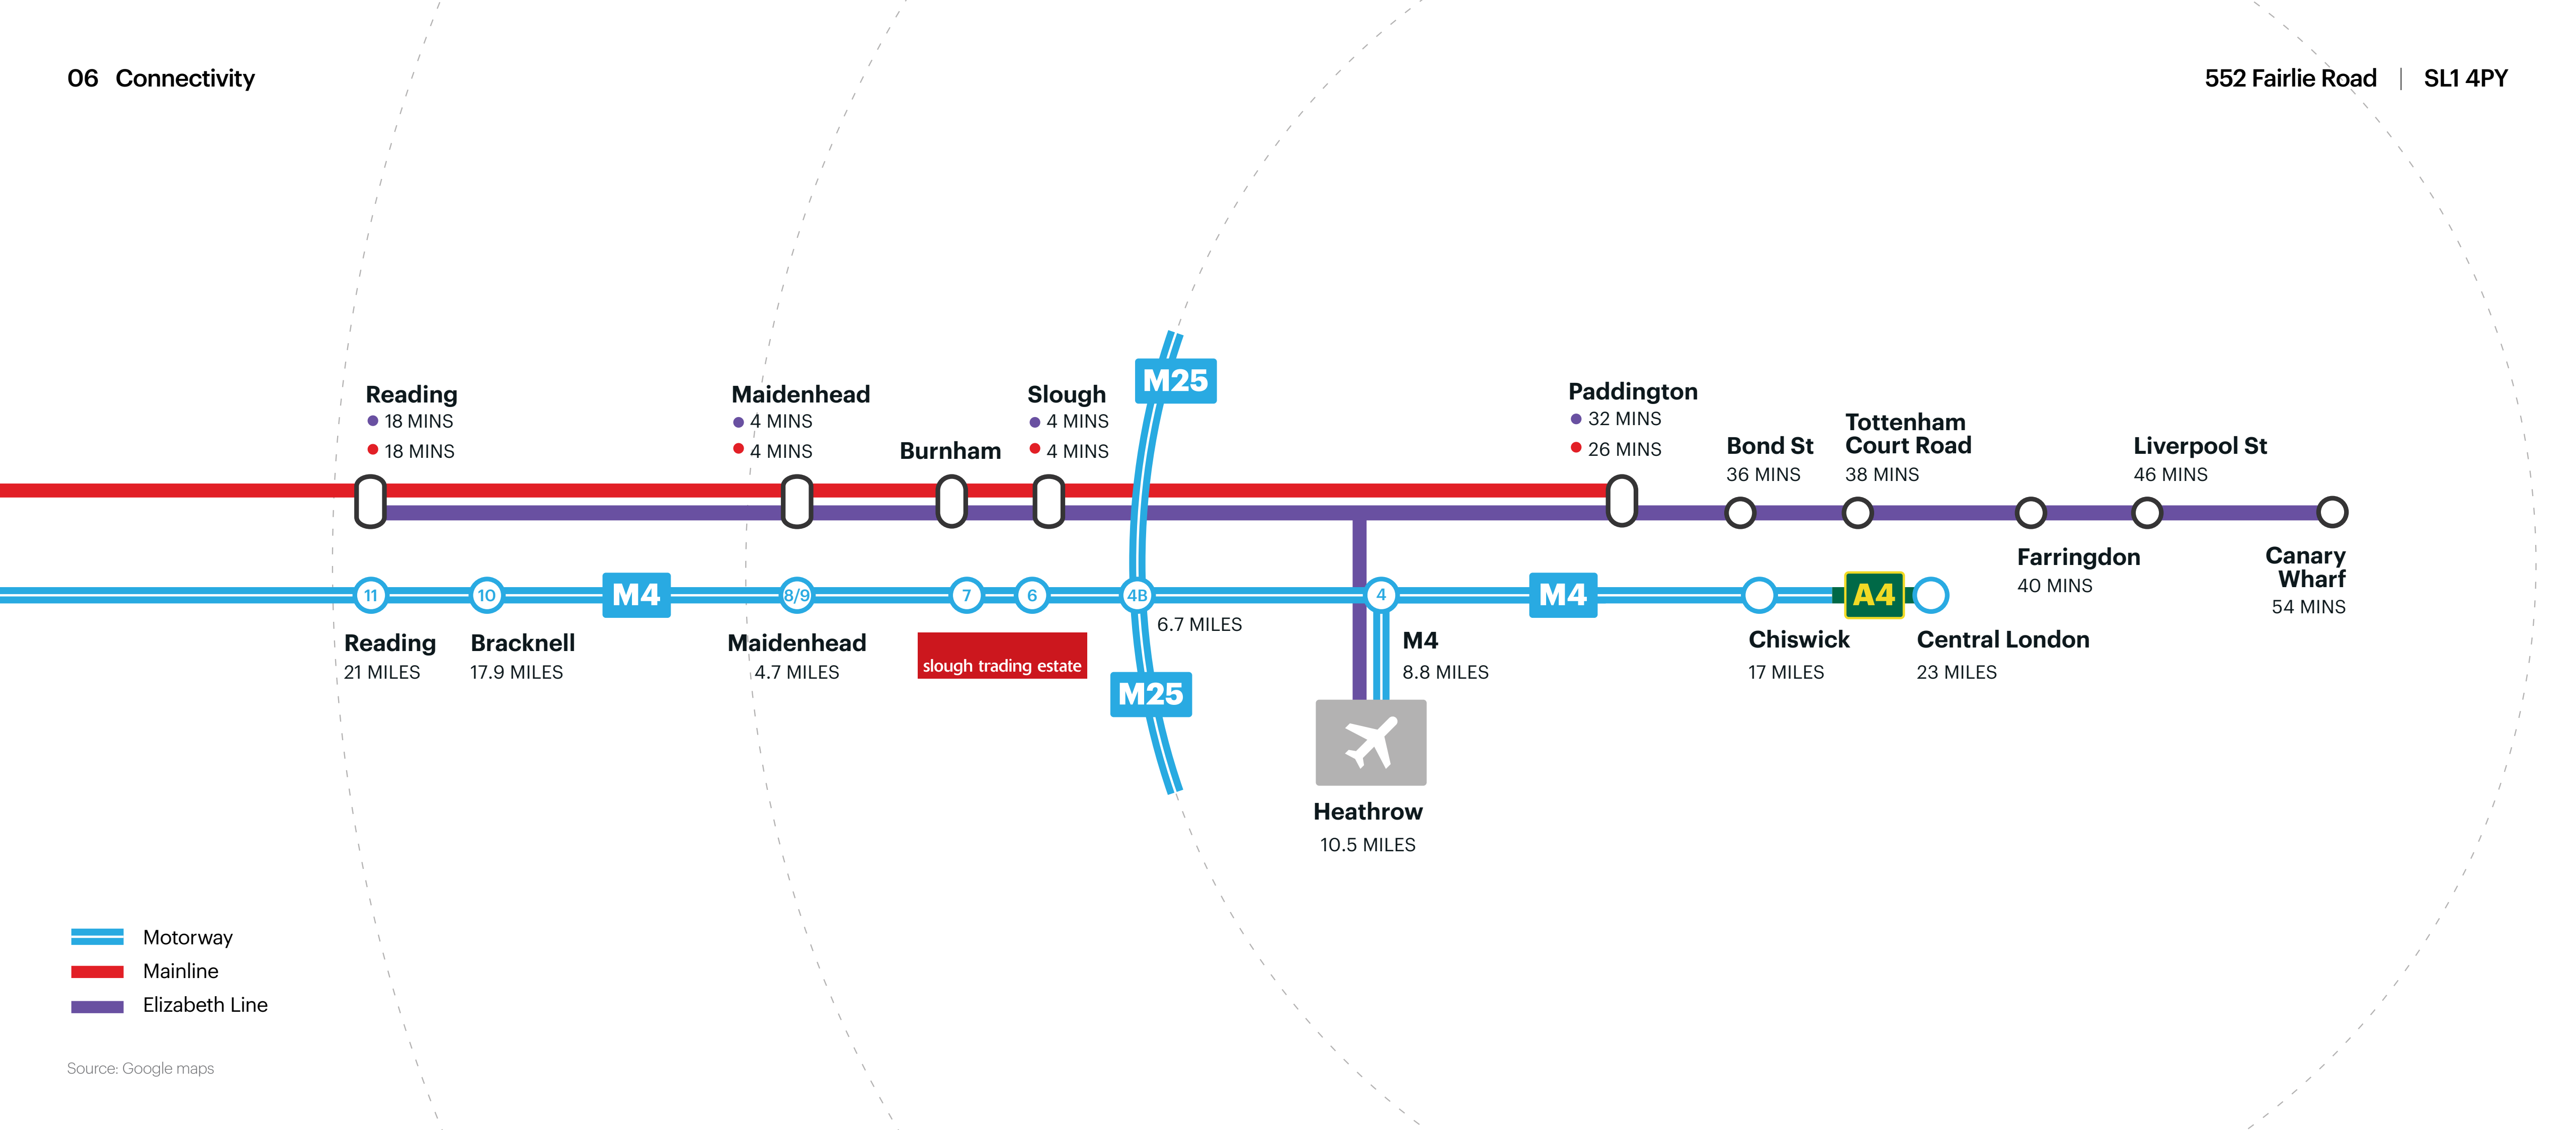 06 Connectivity
552 Fairlie Road | SL1 4PY
M25
Reading
18 MINS
18 MINS
Maidenhead
4 MINS
4 MINS
Burnham
Slough
4 MINS
4 MINS
Paddington
32 MINS
26 MINS
Bond St
36 MINS
Tottenham
Court Road
38 MINS
Liverpool St
46 MINS
Farringdon
40 MINS
Canary
Wharf
54 MINS
11
10
M4
8/9
7
6
4B
4
M4
A4
Reading
21 MILES
Bracknell
17.9 MILES
Maidenhead
4.7 MILES
slough trading estate
6.7 MILES
M25
M4
8.8 MILES
Chiswick
17 MILES
Central London
23 MILES
Heathrow
10.5 MILES
Motorway
Mainline
Elizabeth Line
Source: Google maps